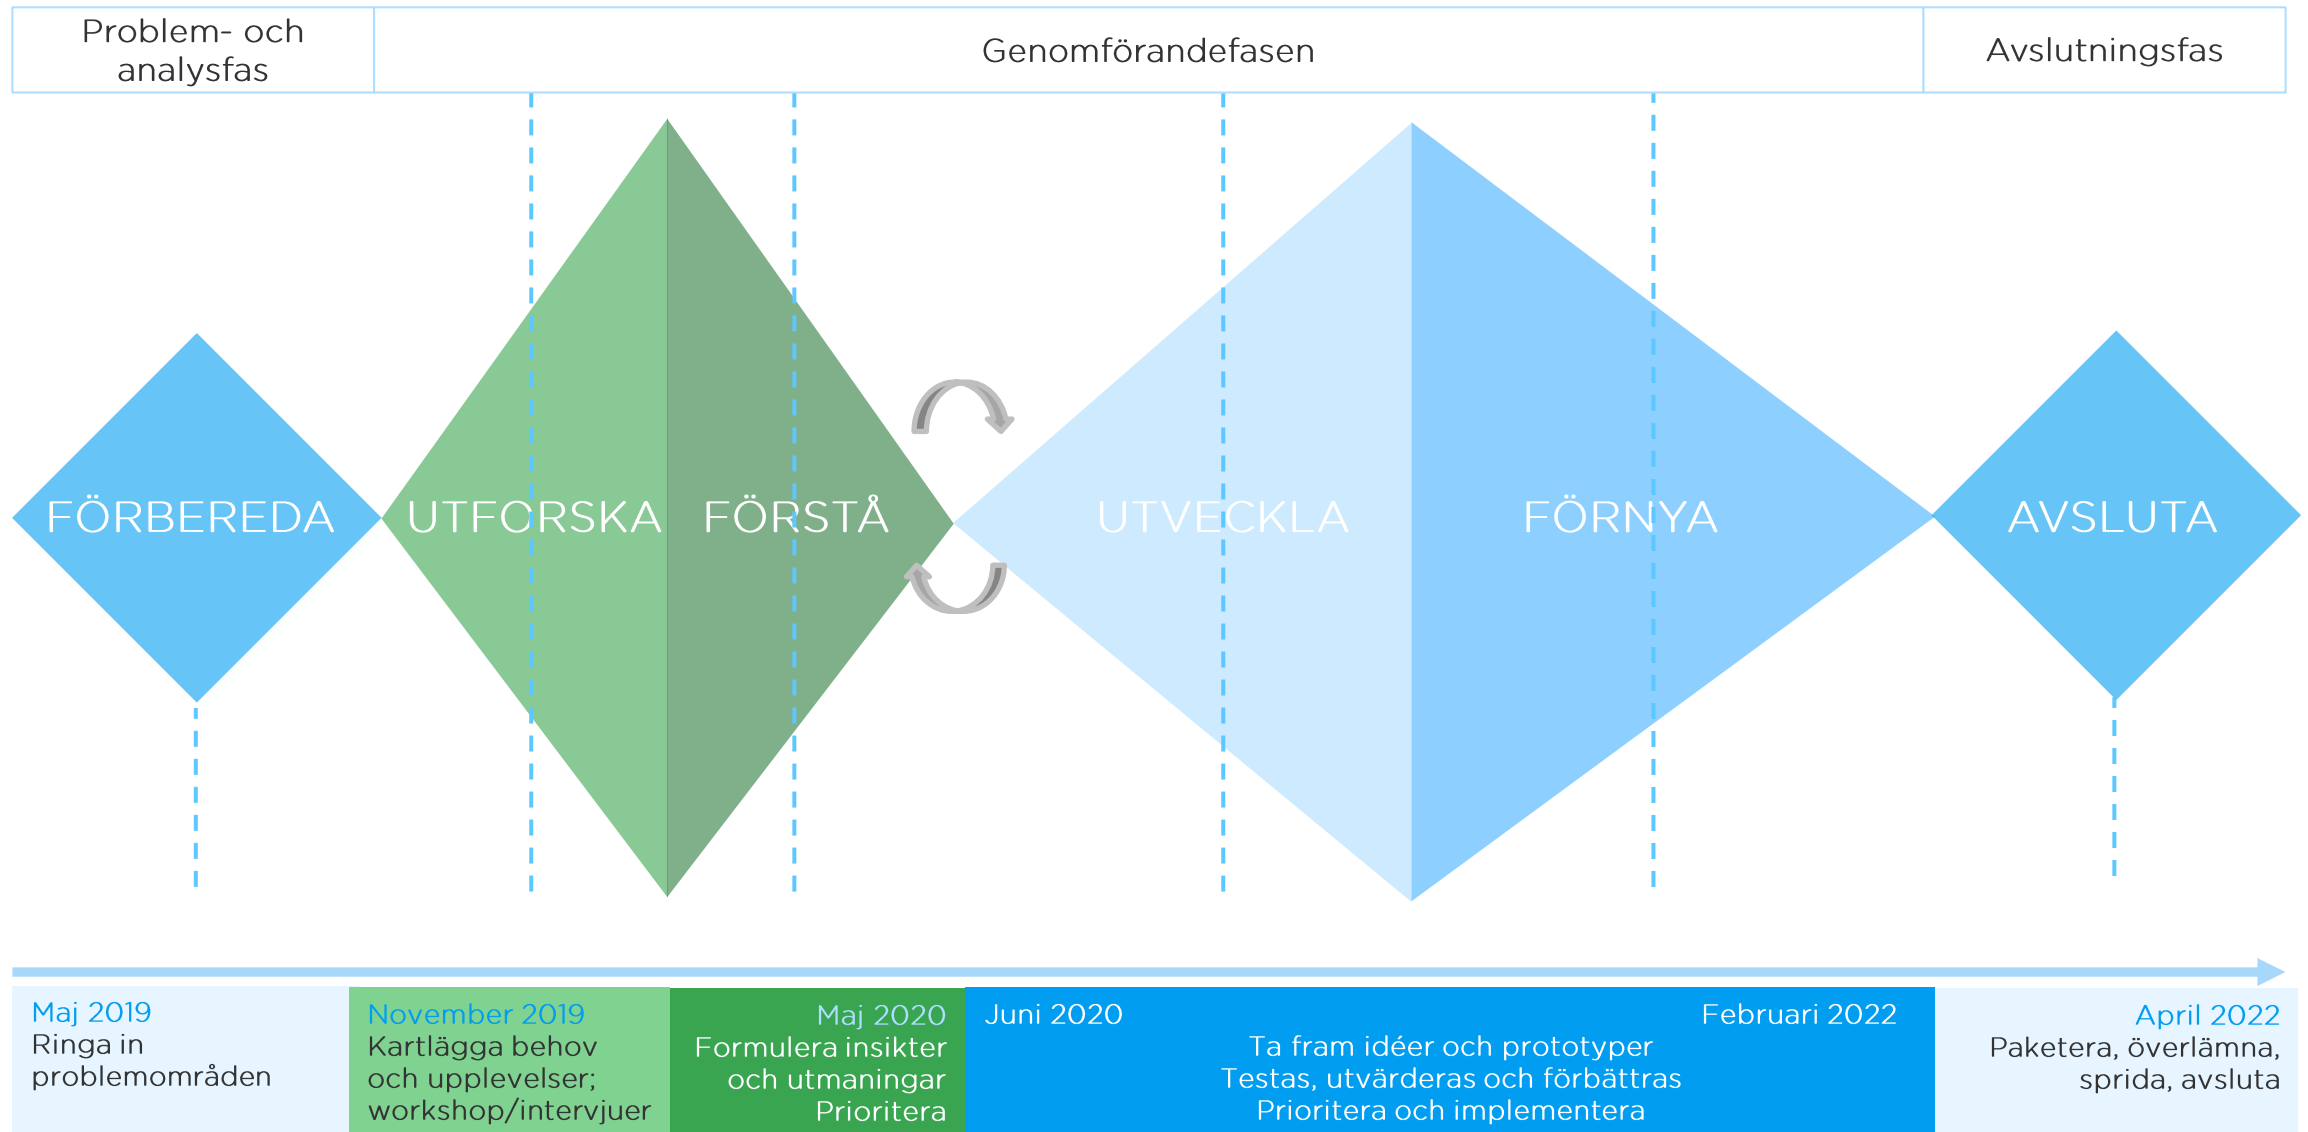 Problem- och
analysfas
Genomförandefasen
Avslutningsfas
FÖRBEREDA
UTFORSKA
FÖRSTÅ
UTVECKLA
FÖRNYA
AVSLUTA
Maj 2019
Ringa in
problemområden
November 2019
Kartlägga behov
och upplevelser;
workshop/intervjuer
Maj 2020
Formulera insikter
och utmaningar
Prioritera
Juni 2020
Februari 2022
Ta fram idéer och prototyper
Testas, utvärderas och förbättras
Prioritera och implementera
April 2022
Paketera, överlämna,
sprida, avsluta